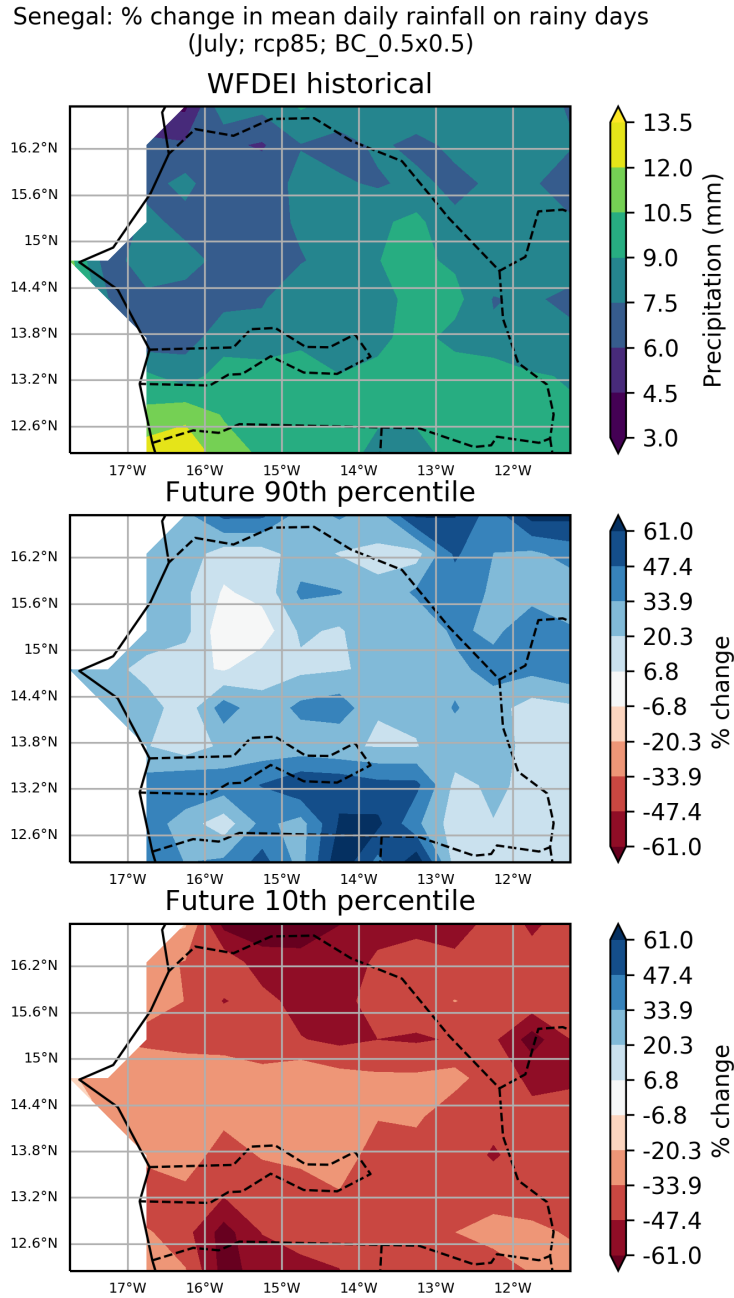 Senegal: % change in mean daily rainfall on rainy days
(July; rcp85; BC_0.5x0.5)
WFDEI historical
16.2°N
15.6°N
15°N
14.4°N
13.8°N
13.2°N
12.6°N
17°W 16°W 15°W 14°W 13°W 12°W
13.5
12.0
10.5
9.0
7.5
6.0
4.5
3.0
Precipitation (mm)
Future 90th percentile
16.2°N
15.6°N
15°N
14.4°N
13.8°N
13.2°N
12.6°N
17°W 16°W 15°W 14°W 13°W 12°W
61.0
47.4
33.9
20.3
6.8
-6.8
-20.3
-33.9
-47.4
-61.0
% change
Future 10th percentile
16.2°N
15.6°N
15°N
14.4°N
13.8°N
13.2°N
12.6°N
17°W 16°W 15°W 14°W 13°W 12°W
61.0
47.4
33.9
20.3
6.8
-6.8
-20.3
-33.9
-47.4
-61.0
% change